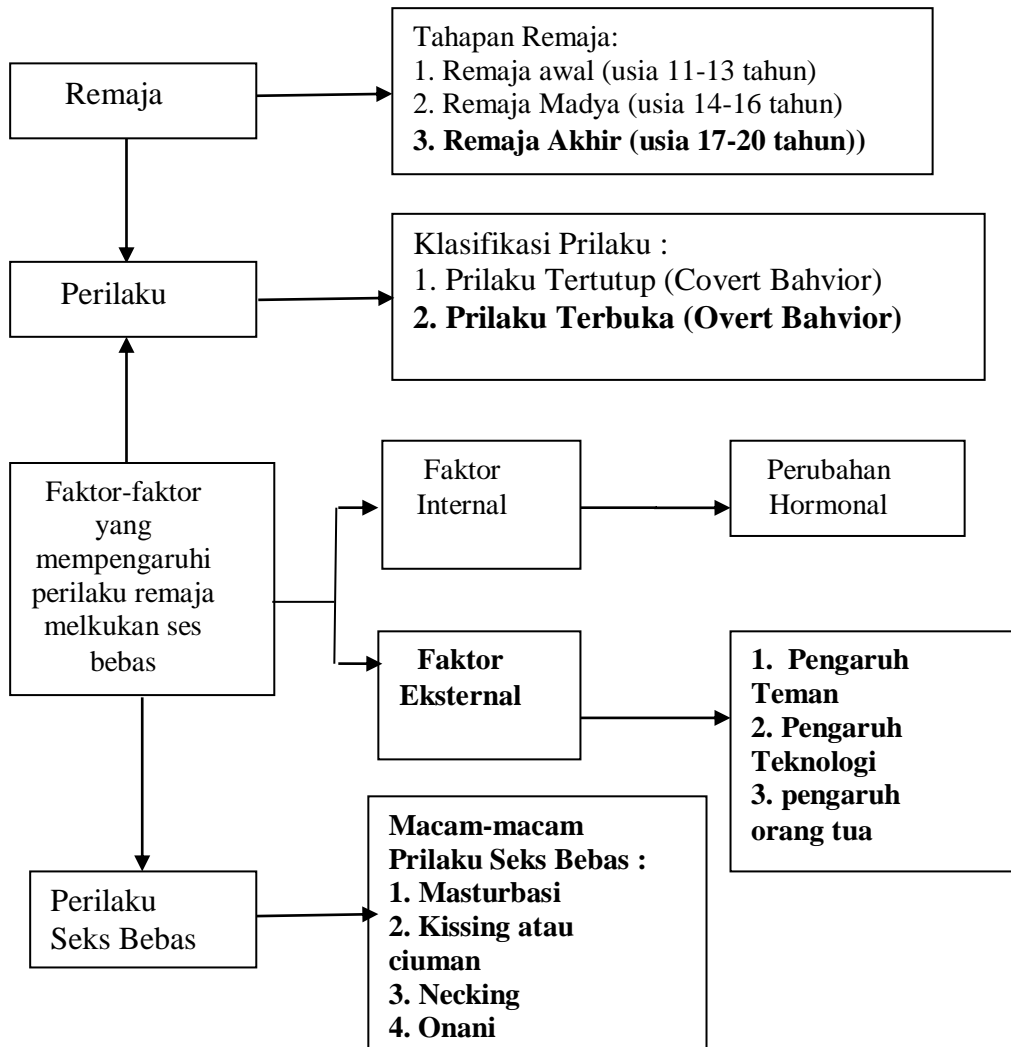 Remaja
Tahapan Remaja:
1. Remaja awal (usia 11-13 tahun)
2. Remaja Madya (usia 14-16 tahun)
3. Remaja Akhir (usia 17-20 tahun))
Perilaku
Klasifikasi Prilaku :
1. Prilaku Tertutup (Covert Bahvior)
2. Prilaku Terbuka (Overt Bahvior)
Faktor-faktor
yang
mempengaruhi
perilaku remaja
melkukan ses
bebas
Faktor
Internal
Perubahan
Hormonal
Faktor
Eksternal
1. Pengaruh
Teman
2. Pengaruh
Teknologi
3. pengaruh
orang tua
Perilaku
Seks Bebas
Macam-macam
Prilaku Seks Bebas :
1. Masturbasi
2. Kissing atau
ciuman
3. Necking
4. Onani